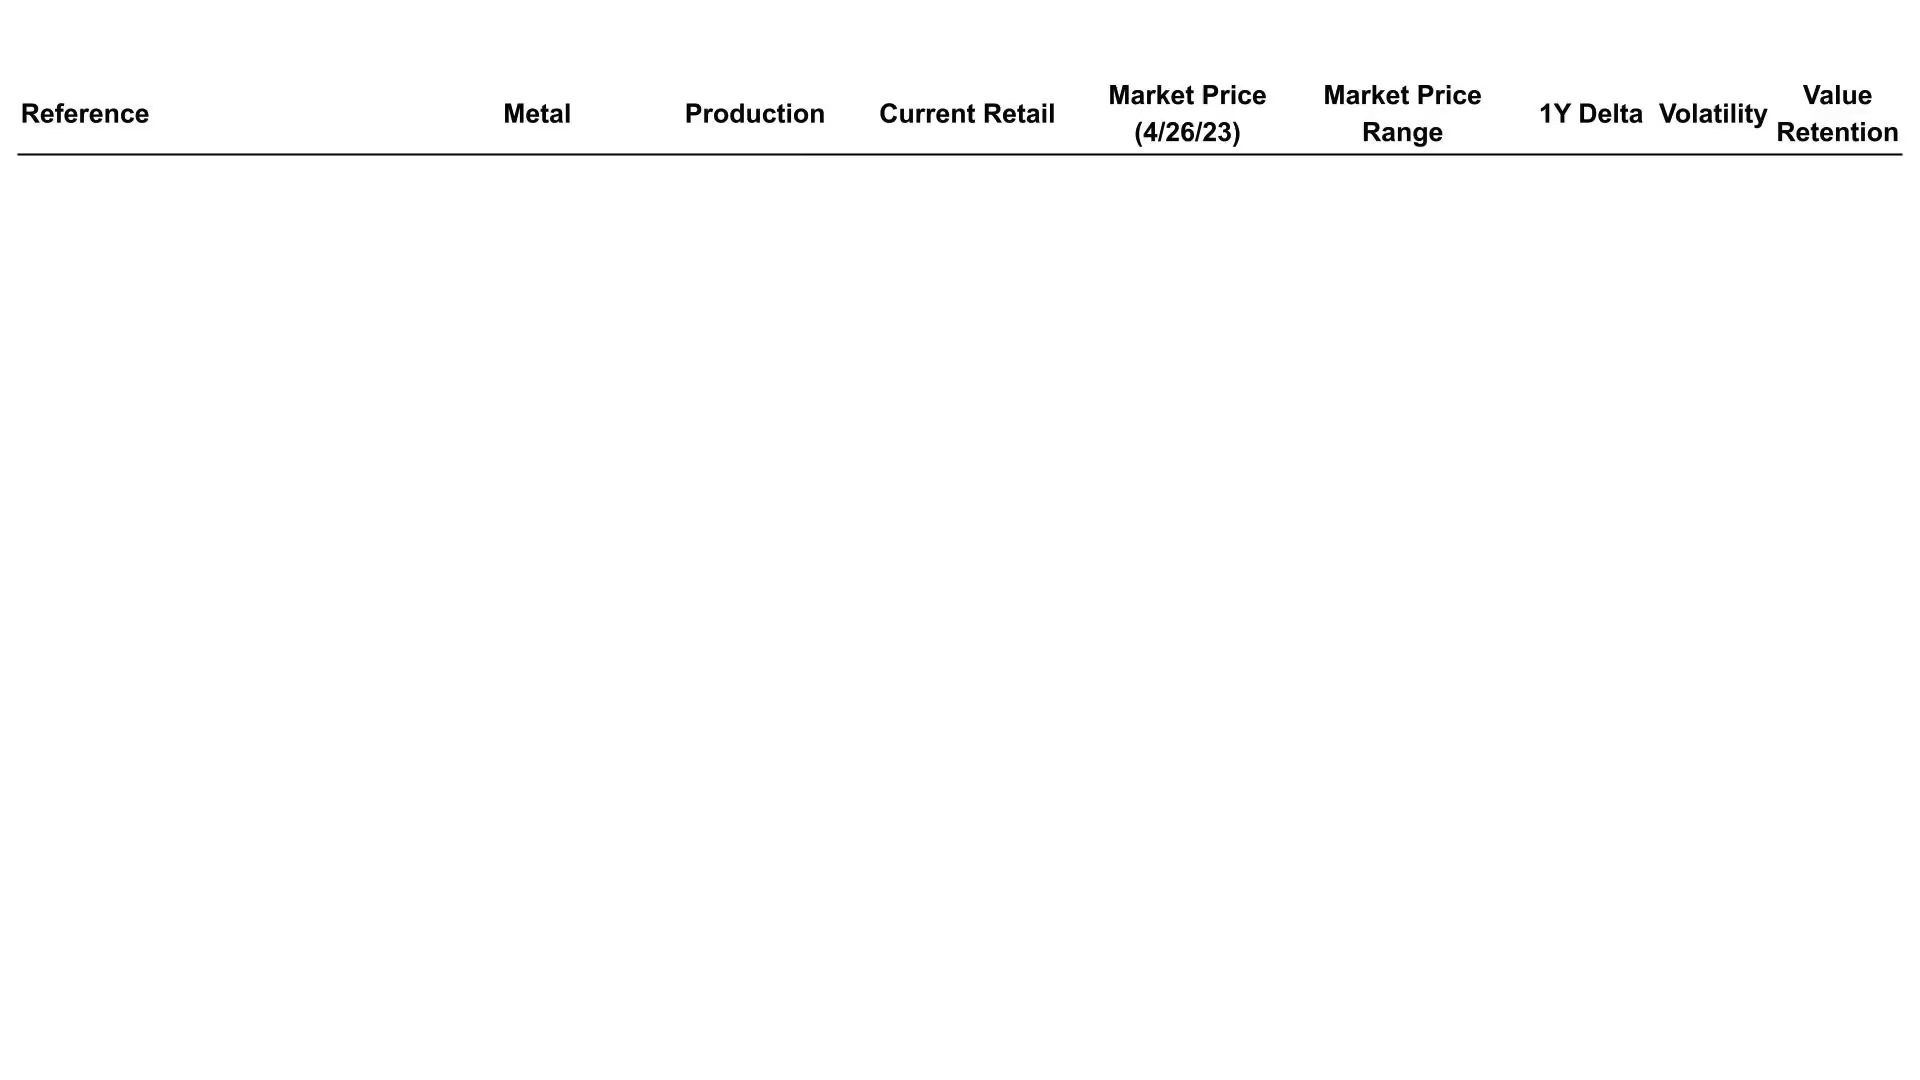 Reference Metal Production Current Retail Market Price (4/26/23) Market Price Range 1Y Delta Volatility Value Retention